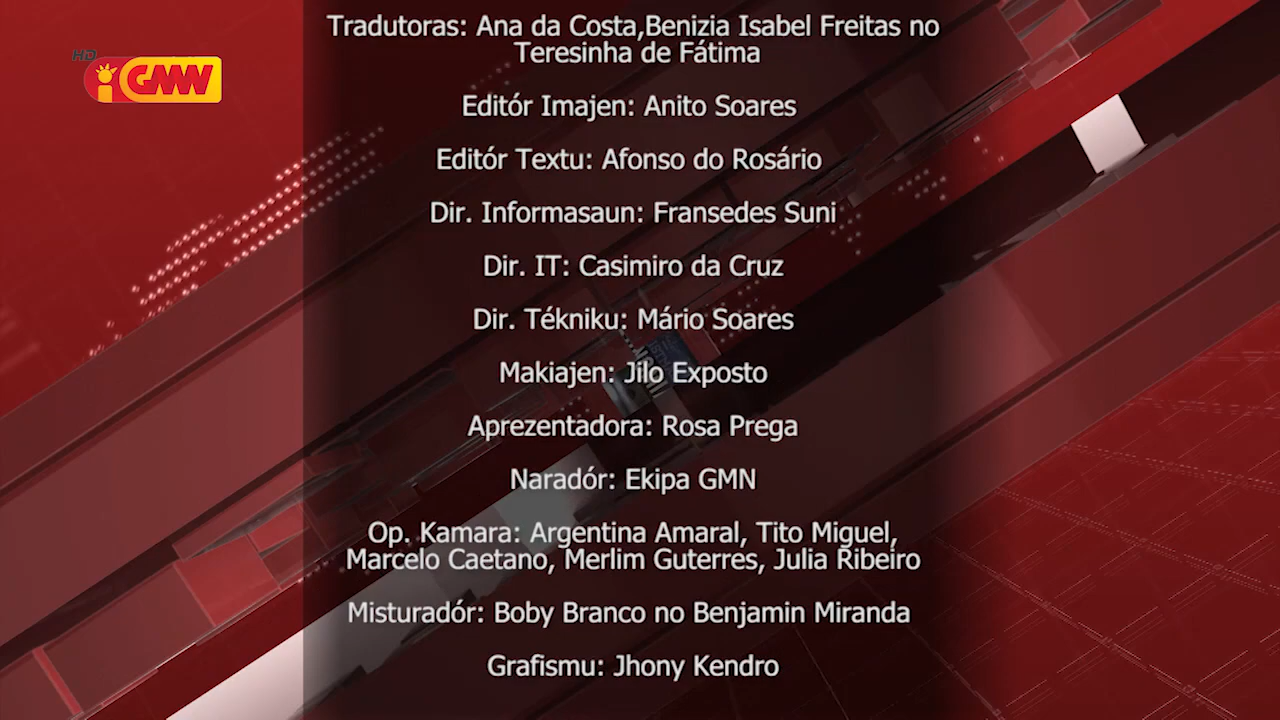 HD
GMN
Tradutoras: Ana da Costa,Benizia Isabel Freitas no
Teresinha de Fátima
Editór Imajen: Anito Soares
Editór Textu: Afonso do Rosário
Dir. Informasaun: Fransedes Suni
Dir. IT: Casimiro da Cruz
Dir. Tékniku: Mário Soares
Makiajen: Jilo Exposto
Aprezentadora: Rosa Prega
Naradór: Ekipa GMN
Op. Kamara: Argentina Amaral, Tito Miguel,
Marcelo Caetano, Merlim Guterres, Julia Ribeiro
Misturadór: Boby Branco no Benjamin Miranda
Grafismu: Jhony Kendro